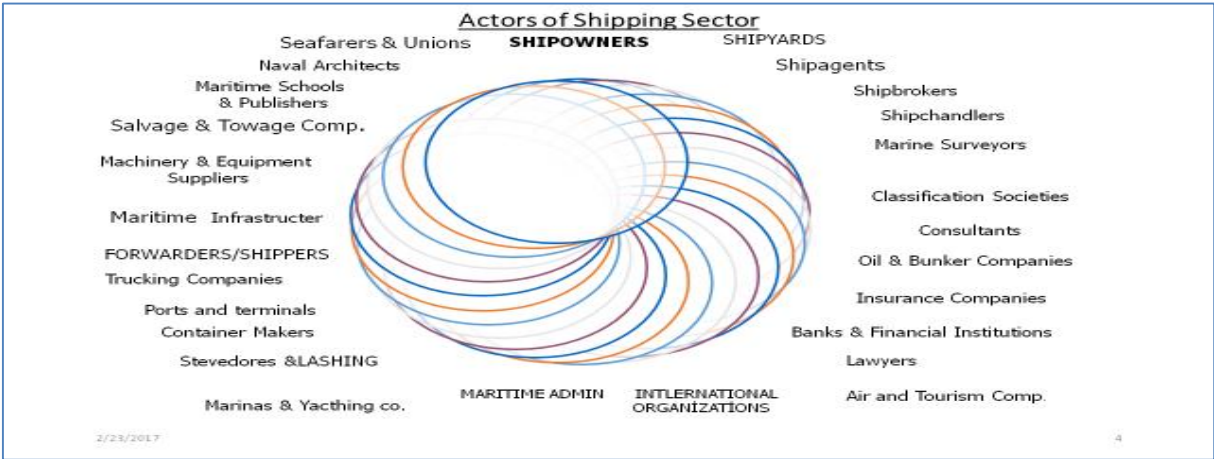 Actors of Shipping Sector
SHIPOWNERS
SHIPYARDS
Shipagents
Shipbrokers
Shipchandlers
Marine Surveyors
Classification Societies
Consultants
Oil & Bunker Companies
Insurance Companies
Banks & Financial Institutions
Lawyers
Air and Tourism Comp.
INTLERNATIONAL
ORGANİZATİONS
MARITIME ADMIN
Marinas & Yacthing co.
Stevedores &LASHING
Container Makers
Ports and terminals
Trucking Companies
FORWARDERS/SHIPPERS
Maritime Infrastructer
Machinery & Equipment
Suppliers
Salvage & Towage Comp.
Maritime Schools
& Publishers
Naval Architects
Seafarers & Unions
2/23/2017
4